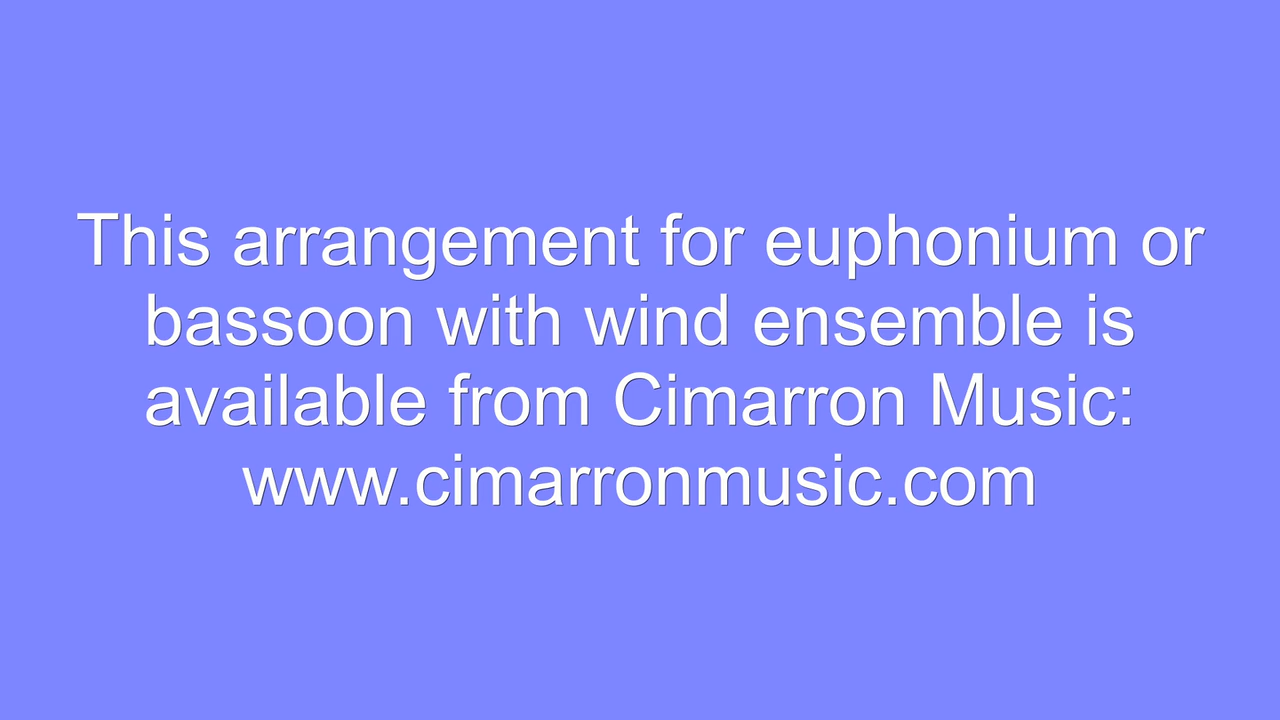 This arrangement for euphonium or
bassoon with wind ensemble is
available from Cimarron Music:
www.cimarronmusic.com